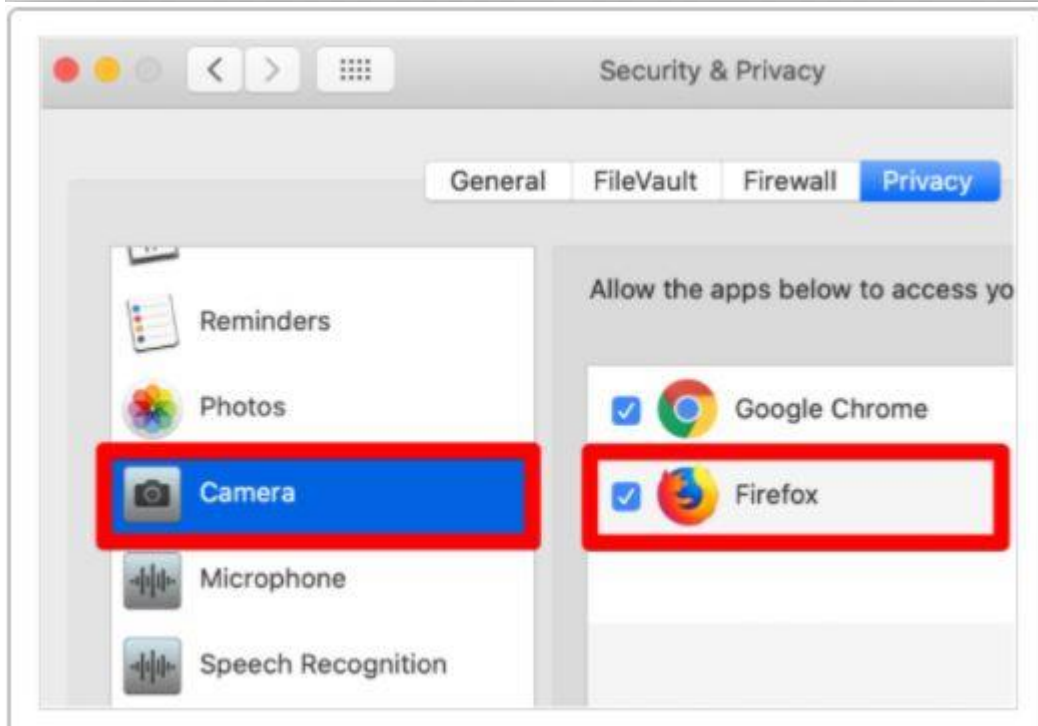 Security & Privacy
General FileVault Firewall Privacy
Allow the apps below to access yo
Reminders
Photos
Camera
Microphone
Speech Recognition
Google Chrome
Firefox